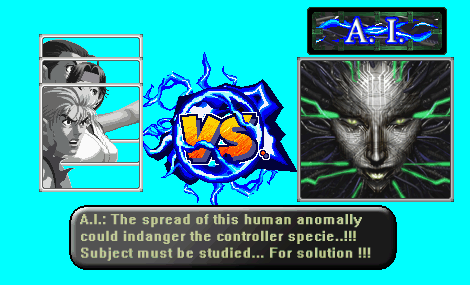 A. I.
VS.
A.I.: The spread of this human anomally
could indanger the controller specie..!!!
Subject must be studied... For solution !!!